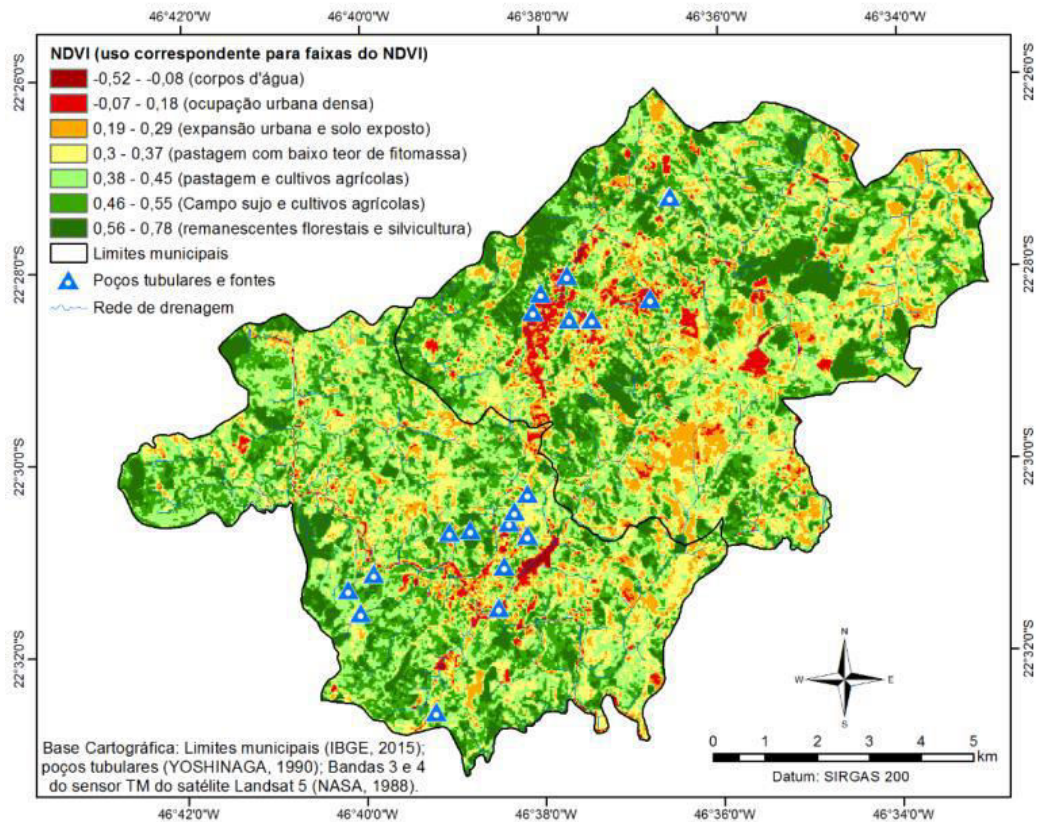 46°42'0"W 46°40'0"W 46°38'0"W 46°36'0"W 46°34'0"W
22°26'0"S 22°26'0"S
NDVI (uso correspondente para faixas do NDVI)
-0,52 - -0,08 (corpos d'água)
-0,07 - 0,18 (ocupação urbana densa)
0,19 - 0,29 (expansão urbana e solo exposto)
0,3 - 0,37 (pastagem com baixo teor de fitomassa)
0,38 - 0,45 (pastagem e cultivos agrícolas)
0,46 - 0,55 (Campo sujo e cultivos agrícolas)
0,56 - 0,78 (remanescentes florestais e silvicultura)
Limites municipais
Poços tubulares e fontes
Rede de drenagem
22°28'0"S 22°28'0"S
22°30'0"S 22°30'0"S
22°32'0"S 22°32'0"S
N
W E
S
Base Cartográfica: Limites municipais (IBGE, 2015);
poços tubulares (YOSHINAGA, 1990); Bandas 3 e 4
do sensor TM do satélite Landsat 5 (NASA, 1988).
0 1 2 3 4 5
km
Datum: SIRGAS 200
46°42'0"W 46°40'0"W 46°38'0"W 46°36'0"W 46°34'0"W